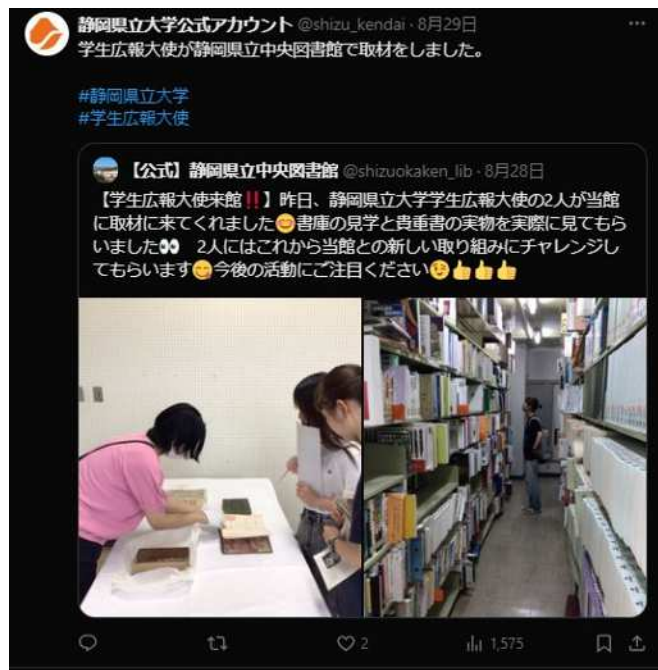 静岡県立大学公式アカウント @shizu_kendai · 8月29日
学生広報大使が静岡県立中央図書館で取材をしました。
#静岡県立大学
#学生広報大使
【公式】静岡県立中央図書館 @shizuokaken_lib · 8月28日
【学生広報大使来館‼️】昨日、静岡県立大学学生広報大使の2人が当館
に取材に来てくれました😊書庫の見学と貴重書の実物を実際に見てもら
いました👀 2人にはこれから当館との新しい取り組みにチャレンジし
てもらいます😋今後の活動にご注目ください😉👍👍👍
2 1,575